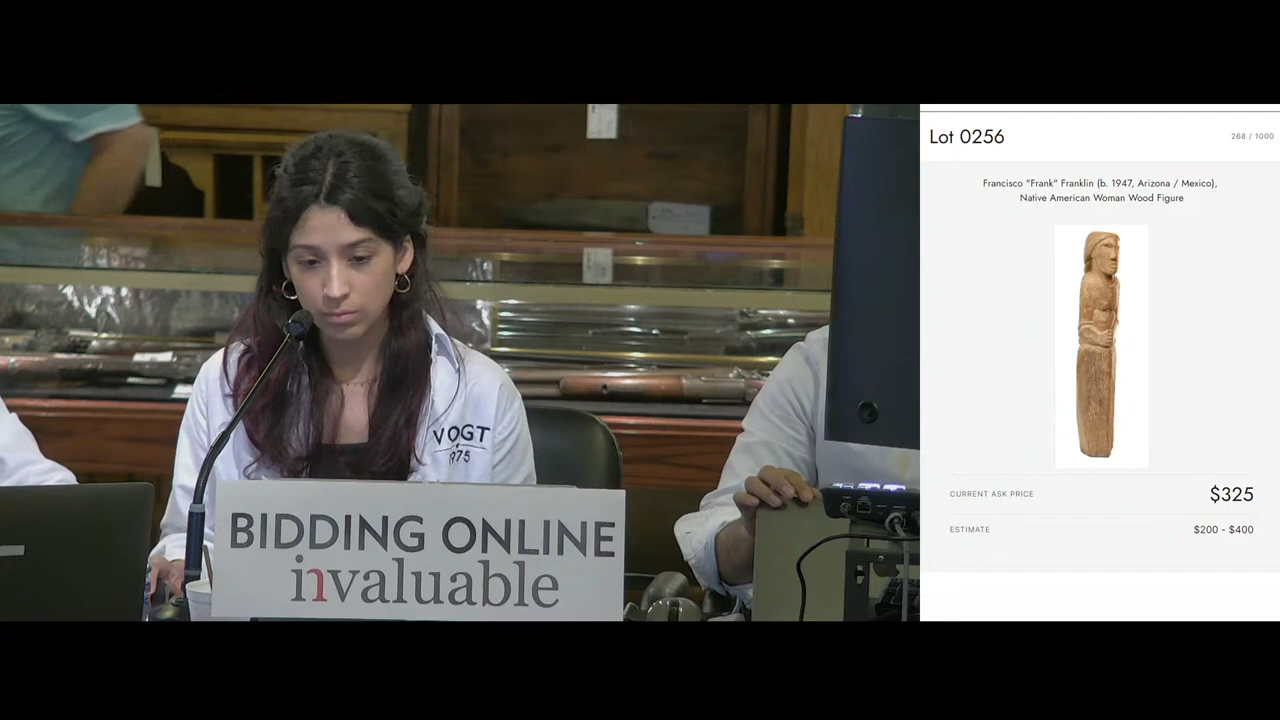 VOGT
1975
BIDDING ONLINE
invaluable
Lot 0256
268 / 1000
Francisco "Frank" Franklin (b. 1947, Arizona / Mexico),
Native American Woman Wood Figure
CURRENT ASK PRICE
$325
ESTIMATE
$200 - $400